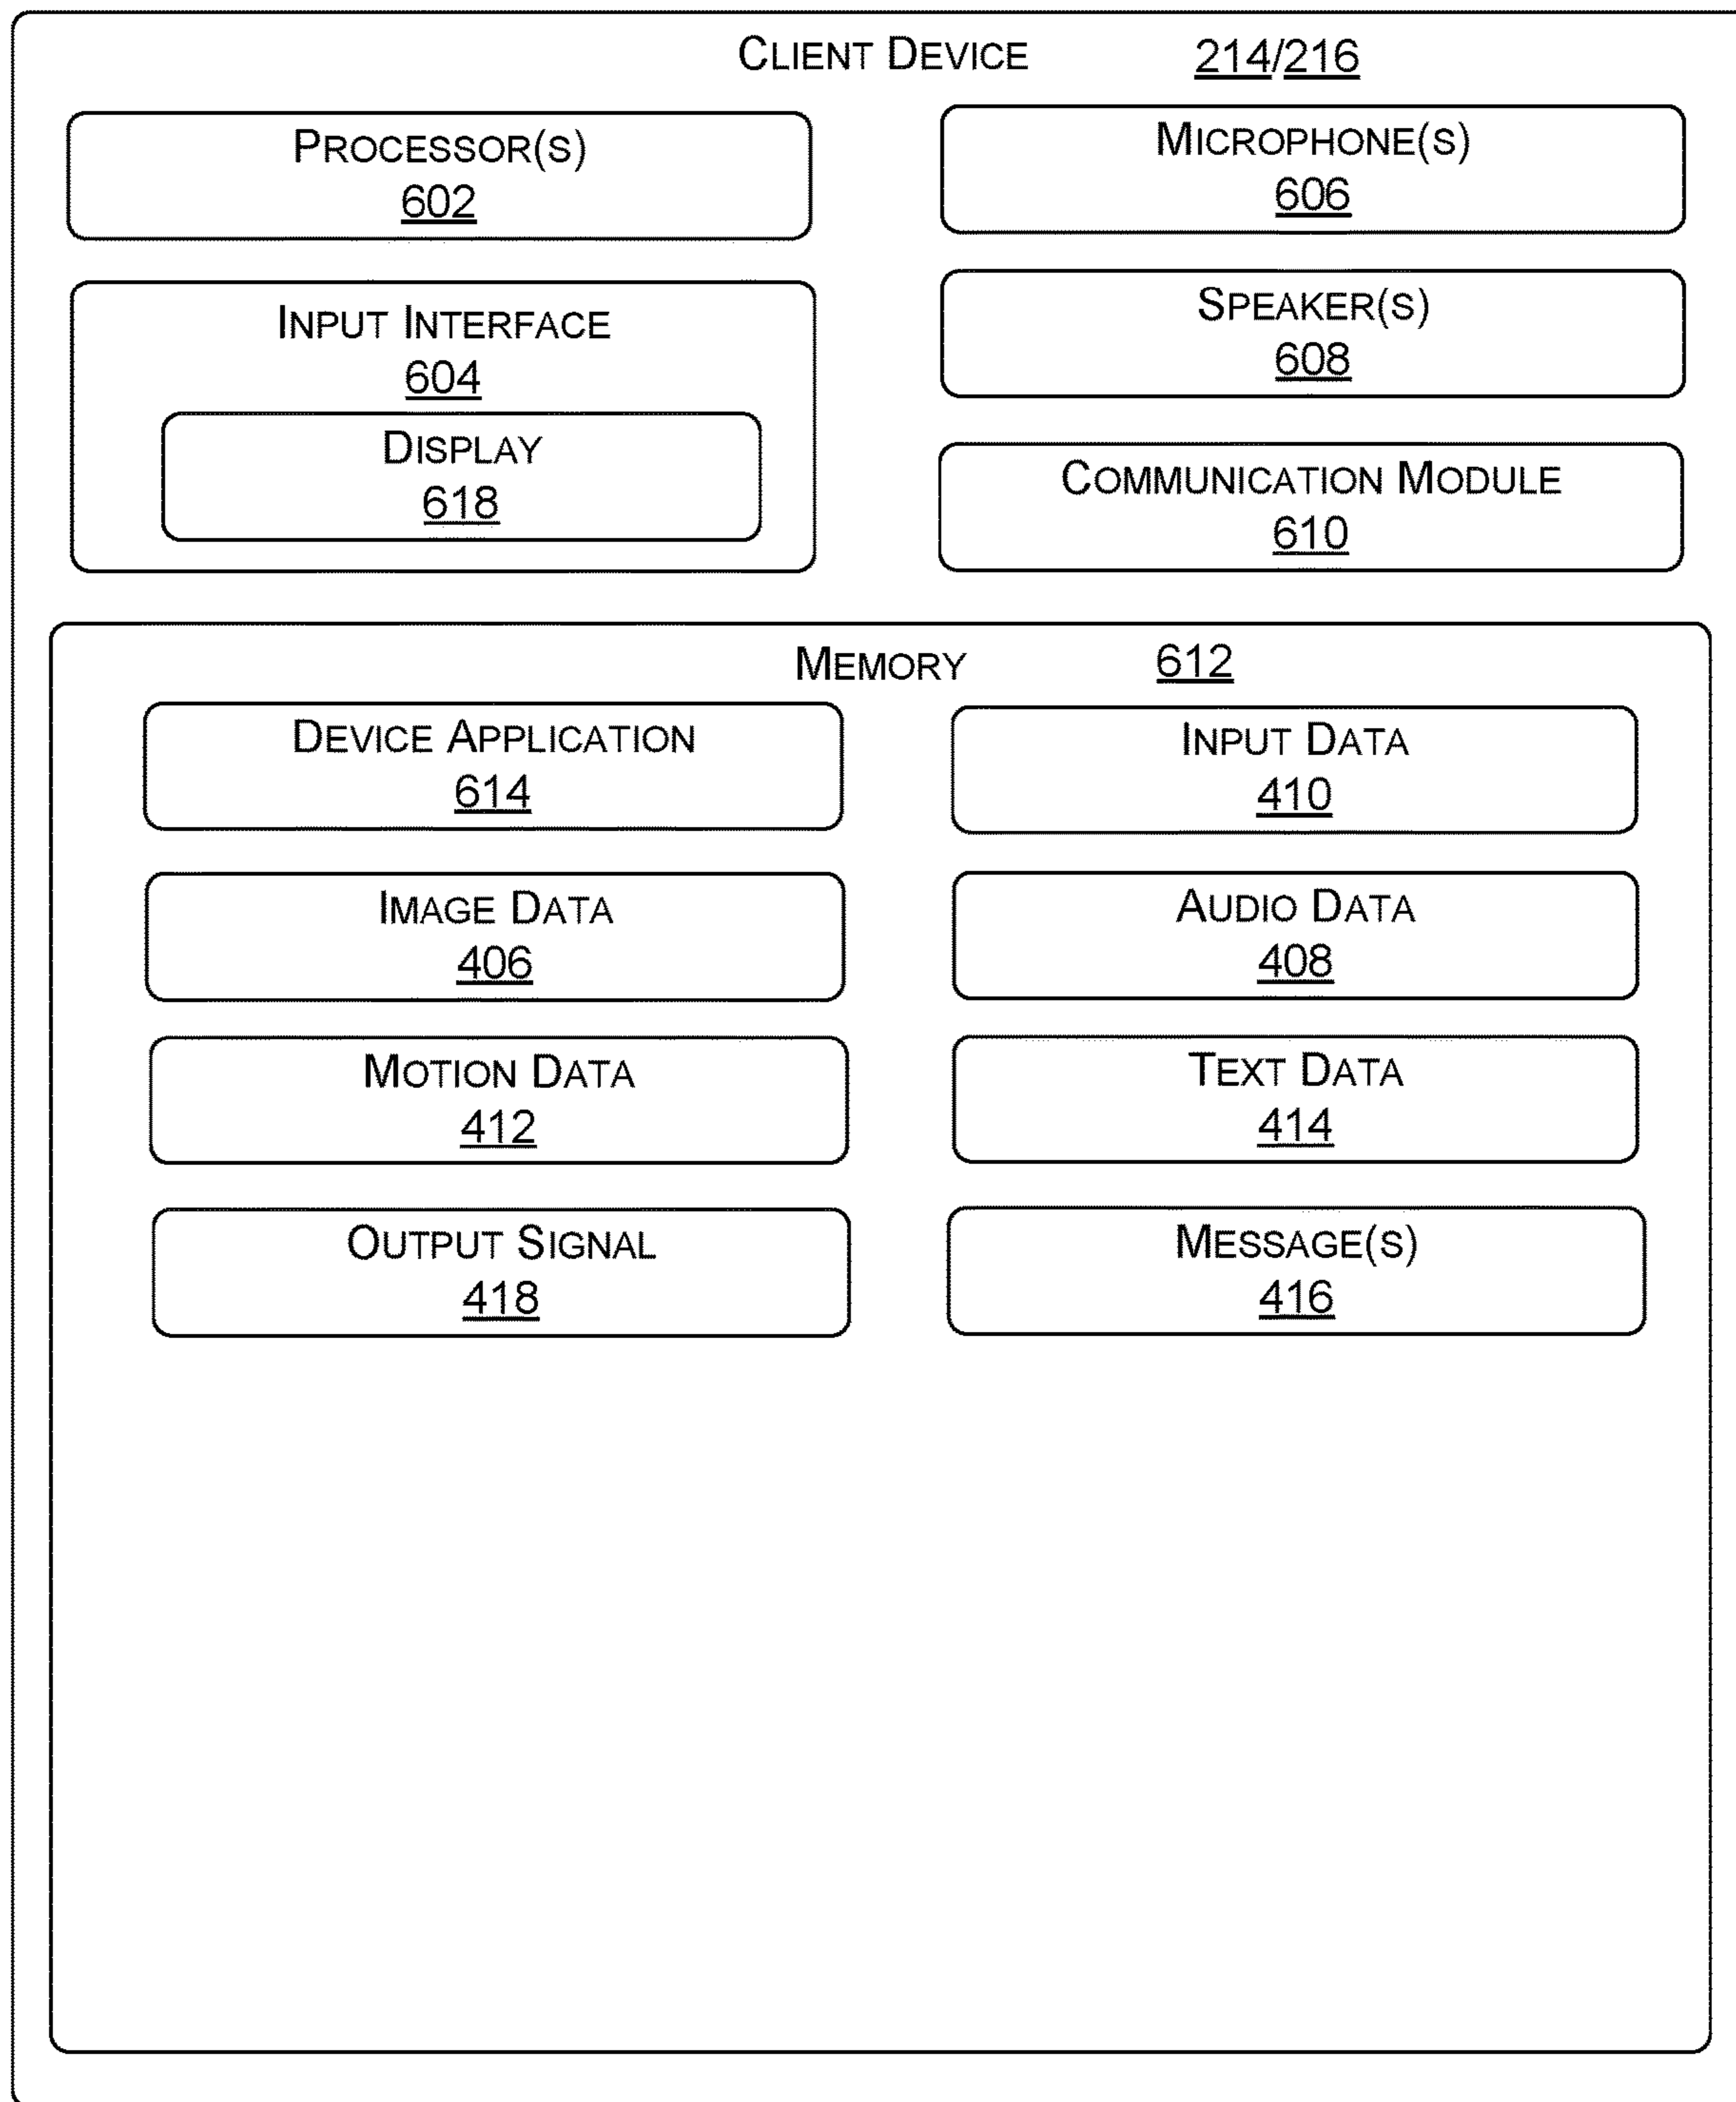 CLIENT DEVICE 214/216
PROCESSOR(S)
602
MICROPHONE(S)
606
INPUT INTERFACE
604
DISPLAY
618
SPEAKER(S)
608
COMMUNICATION MODULE
610
MEMORY 612
DEVICE APPLICATION
614
INPUT DATA
410
IMAGE DATA
406
AUDIO DATA
408
MOTION DATA
412
TEXT DATA
414
OUTPUT SIGNAL
418
MESSAGE(S)
416